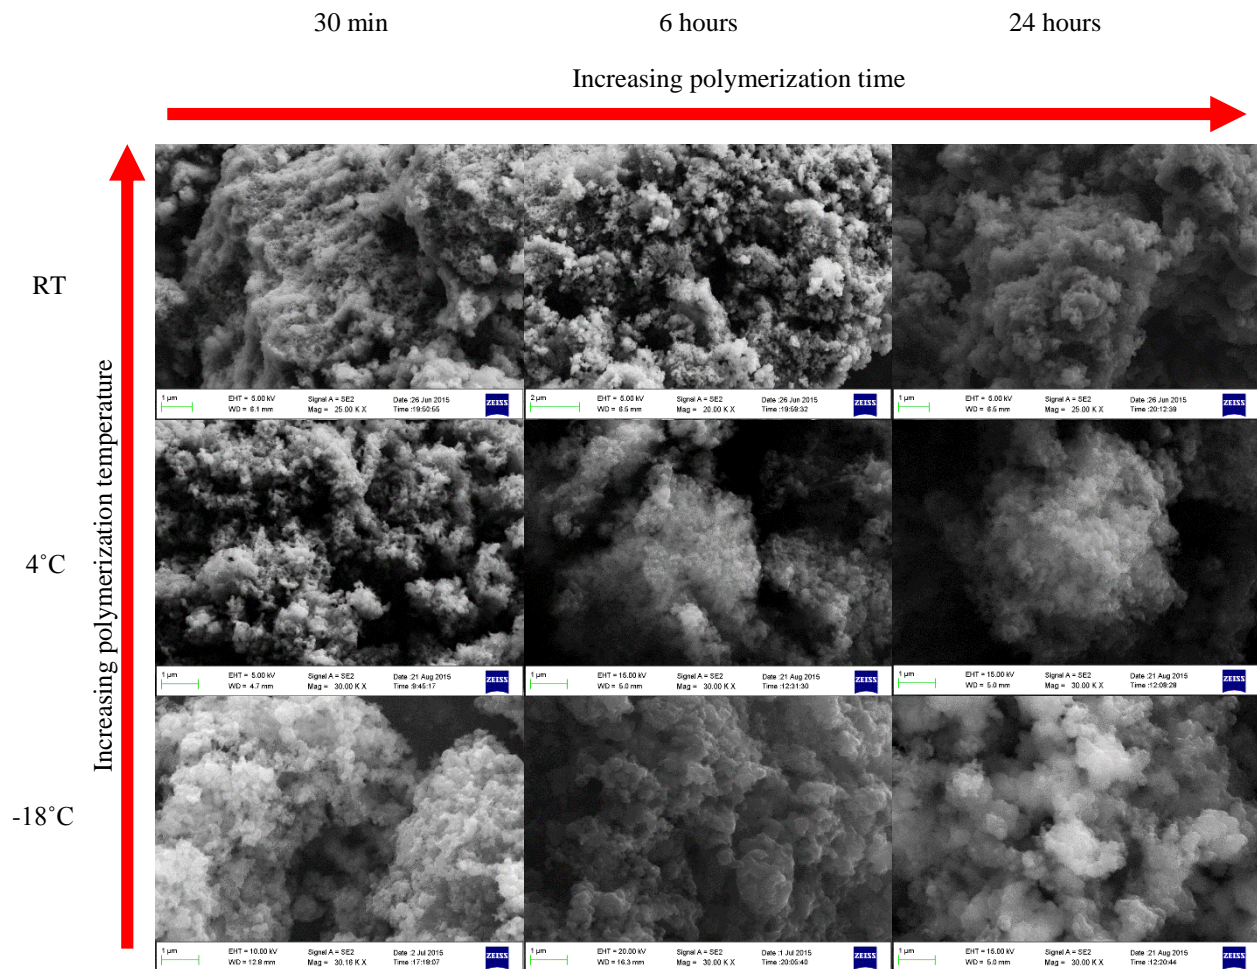 30 min 6 hours 24 hours
Increasing polymerization time
Increasing polymerization temperature
RT
1 µm EHT = 5.00 kV Signal A = SE2 Date :26 Jun 2015 ZEISS
WD = 6.1 mm Mag = 25.00 K X Time :19:50:55
2 µm EHT = 5.00 kV Signal A = SE2 Date :26 Jun 2015 ZEISS
WD = 6.5 mm Mag = 20.00 K X Time :19:59:32
1 µm EHT = 5.00 kV Signal A = SE2 Date :26 Jun 2015 ZEISS
WD = 6.5 mm Mag = 25.00 K X Time :20:12:39
4˚C
1 µm EHT = 5.00 kV Signal A = SE2 Date :21 Aug 2015 ZEISS
WD = 4.7 mm Mag = 30.00 K X Time :9:45:17
1 µm EHT = 15.00 kV Signal A = SE2 Date :21 Aug 2015 ZEISS
WD = 5.0 mm Mag = 30.00 K X Time :12:31:30
1 µm EHT = 15.00 kV Signal A = SE2 Date :21 Aug 2015 ZEISS
WD = 5.0 mm Mag = 30.00 K X Time :12:09:29
-18˚C
1 µm EHT = 10.00 kV Signal A = SE2 Date :2 Jul 2015 ZEISS
WD = 12.8 mm Mag = 30.18 K X Time :17:18:07
1 µm EHT = 20.00 kV Signal A = SE2 Date :1 Jul 2015 ZEISS
WD = 16.3 mm Mag = 30.00 K X Time :20:05:40
1 µm EHT = 15.00 kV Signal A = SE2 Date :21 Aug 2015 ZEISS
WD = 5.0 mm Mag = 30.00 K X Time :12:20:44